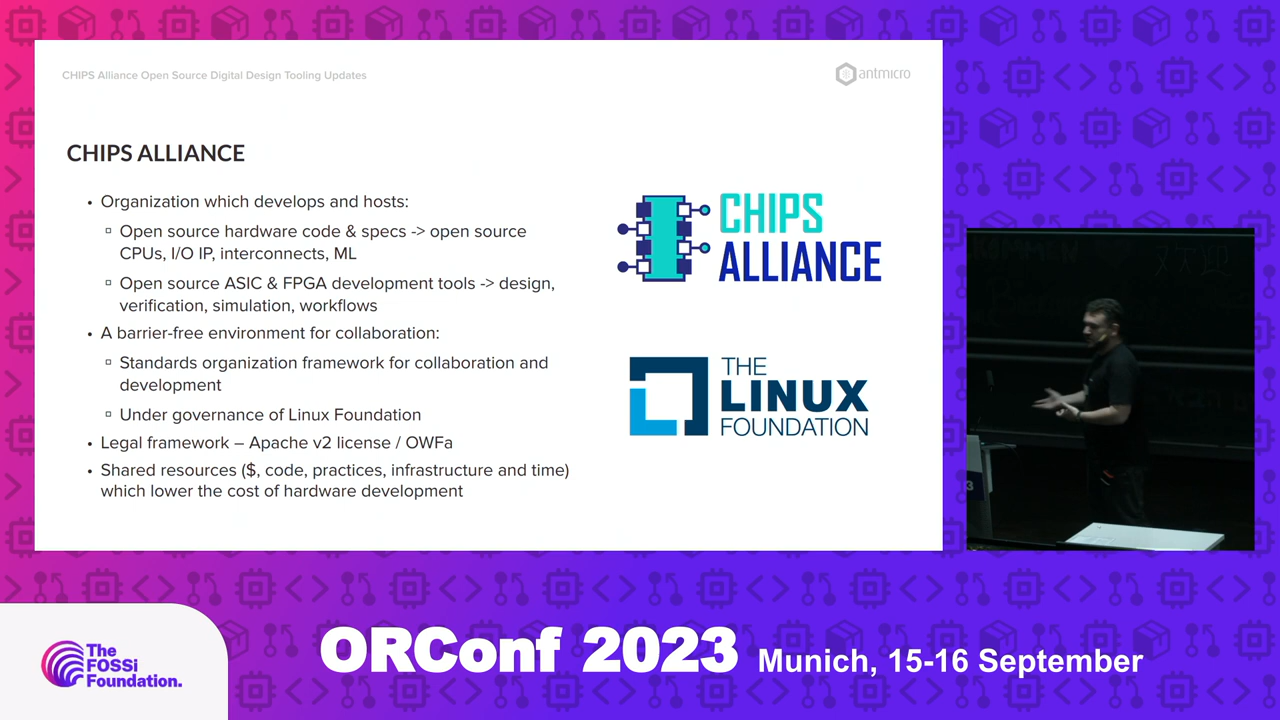 CHIPS Alliance Open Source Digital Design Tooling Updates
antmicro
CHIPS ALLIANCE
• Organization which develops and hosts:
▫ Open source hardware code & specs -> open source
CPUs, I/O IP, interconnects, ML
▫ Open source ASIC & FPGA development tools -> design,
verification, simulation, workflows
• A barrier-free environment for collaboration:
▫ Standards organization framework for collaboration and
development
▫ Under governance of Linux Foundation
• Legal framework – Apache v2 license / OWFa
• Shared resources ($, code, practices, infrastructure and time)
which lower the cost of hardware development
CHIPS
ALLIANCE
THE
LINUX
FOUNDATION
欢迎
3
The
FOSSi
Foundation.
ORConf 2023
Munich, 15-16 September